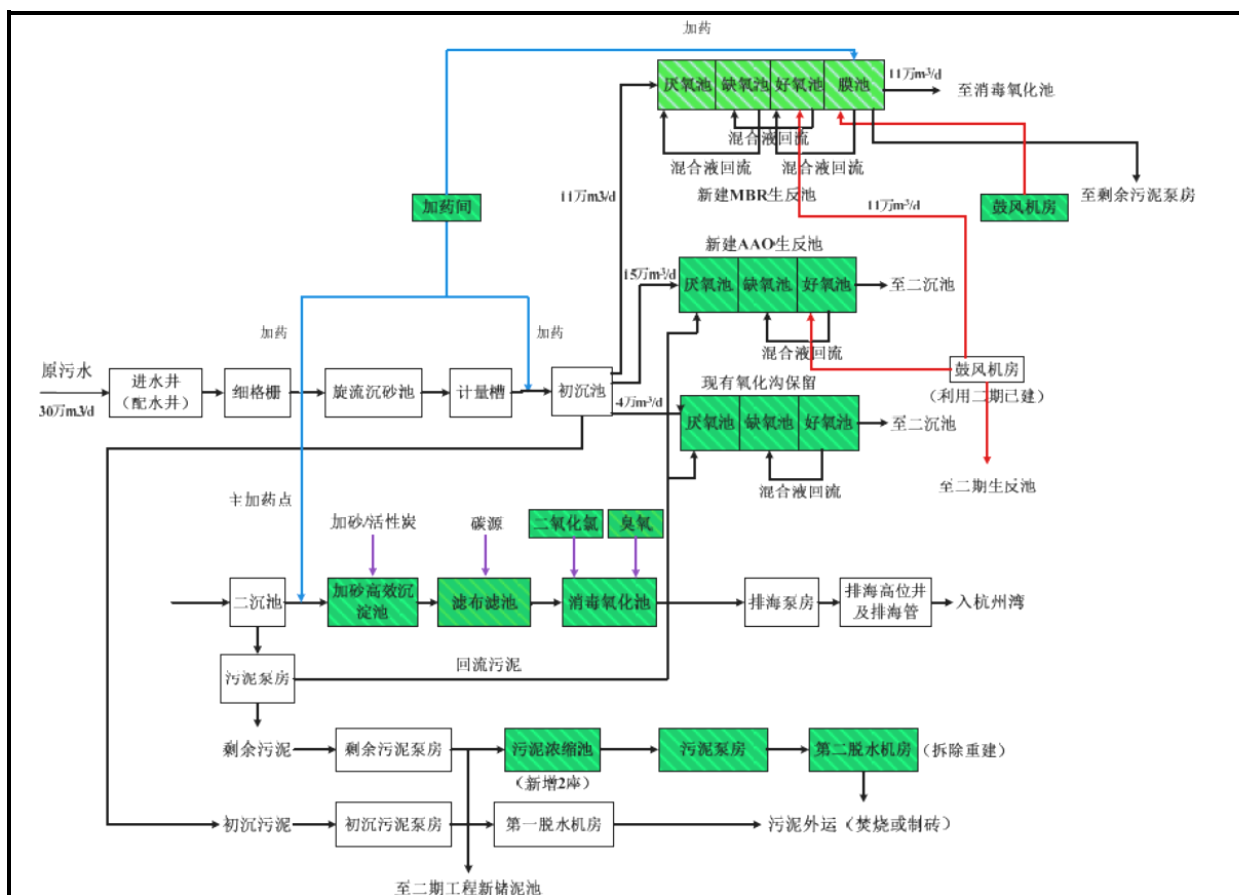 加药
厌氧池 缺氧池 好氧池 膜池
11万m³/d
至消毒氧化池
混合液回流
混合液回流 混合液回流
新建MBR生反池
至剩余污泥泵房
11万m3/d
加药间
11万m³/d
鼓风机房
新建AAO生反池
15万m³/d
厌氧池 缺氧池 好氧池
至二沉池
混合液回流
加药
加药
原污水
30万m3/d
进水井
（配水井）
细格栅
旋流沉砂池
计量槽
初沉池
鼓风机房
（利用二期已建）
现有氧化沟保留
4万m³/d
厌氧池 缺氧池 好氧池
至二沉池
混合液回流
至二期生反池
主加药点
加砂/活性炭
碳源
二氧化氯
臭氧
二沉池
加砂高效沉
淀池
滤布滤池
消毒氧化池
排海泵房
排海高位井
及排海管
入杭州湾
污泥泵房
回流污泥
剩余污泥
剩余污泥泵房
污泥浓缩池
（新增2座）
污泥泵房
第二脱水机房
（拆除重建）
初沉污泥
初沉污泥泵房
第一脱水机房
污泥外运（焚烧或制砖）
至二期工程新储泥池